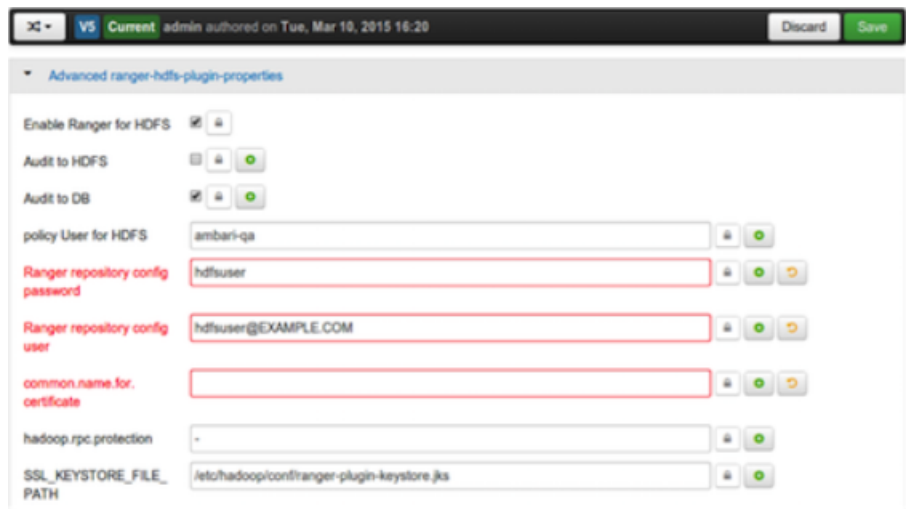 V5 Current admin authored on Tue, Mar 10, 2015 16:20 Discard Save
Advanced ranger-hdfs-plugin-properties
Enable Ranger for HDFS
Audit to HDFS
Audit to DB
policy User for HDFS ambari-qa
Ranger repository config hdfsuser
password
Ranger repository config hdfsuser@EXAMPLE.COM
user
common.name.for.
certificate
hadoop.rpc.protection -
SSL_KEYSTORE_FILE_ /etc/hadoop/conf/ranger-plugin-keystore.jks
PATH